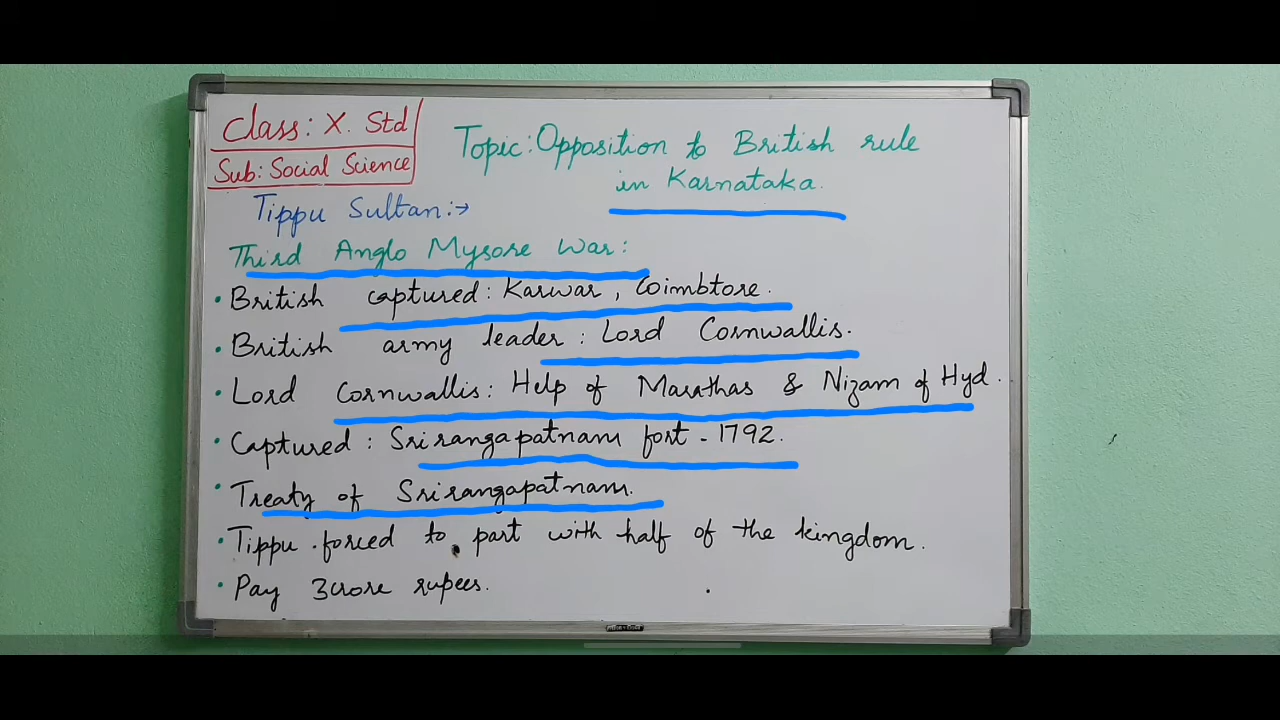 Class: X. Std
Sub: Social Science
Topic: Opposition to British rule
in Karnataka.
Tippu Sultan:→
Third Anglo Mysore War:
• British captured: Karwar, Coimbtore.
• British army leader: Lord Cornwallis.
• Lord Cornwallis: Help of Marathas & Nizam of Hyd.
• Captured: Srirangapatnam fort - 1792.
• Treaty of Srirangapatnam.
• Tippu forced to part with half of the kingdom.
• Pay 3 crore rupees.